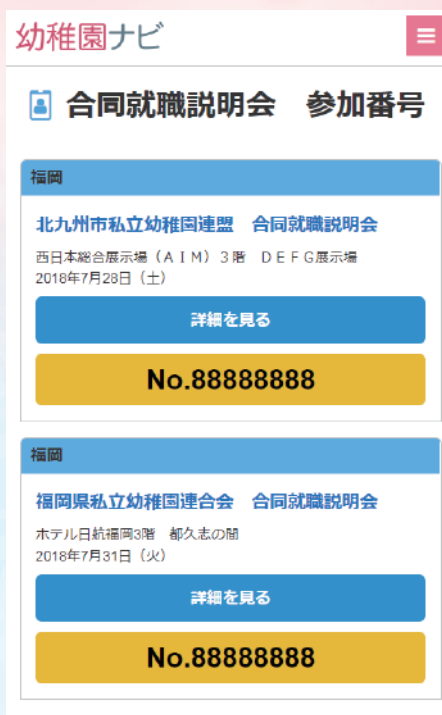 幼稚園ナビ
合同就職説明会　参加番号
福岡
北九州市私立幼稚園連盟　合同就職説明会
西日本総合展示場（ＡＩＭ）３階　ＤＥＦＧ展示場
2018年7月28日（土）
詳細を見る
No.88888888
福岡
福岡県私立幼稚園連合会　合同就職説明会
ホテル日航福岡3階　都久志の間
2018年7月31日（火）
詳細を見る
No.88888888